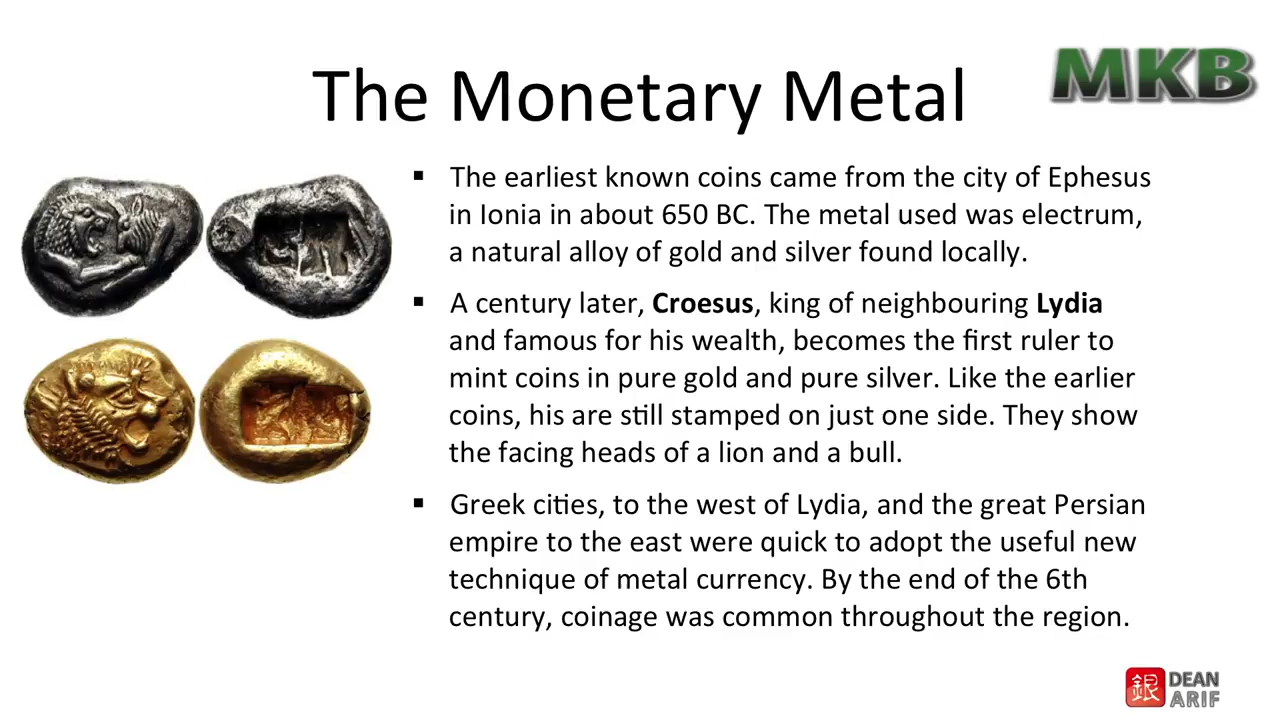 MKB
The Monetary Metal
▪ The earliest known coins came from the city of Ephesus
in Ionia in about 650 BC. The metal used was electrum,
a natural alloy of gold and silver found locally.
▪ A century later, Croesus, king of neighbouring Lydia
and famous for his wealth, becomes the first ruler to
mint coins in pure gold and pure silver. Like the earlier
coins, his are still stamped on just one side. They show
the facing heads of a lion and a bull.
▪ Greek cities, to the west of Lydia, and the great Persian
empire to the east were quick to adopt the useful new
technique of metal currency. By the end of the 6th
century, coinage was common throughout the region.
銀 DEAN
ARIF